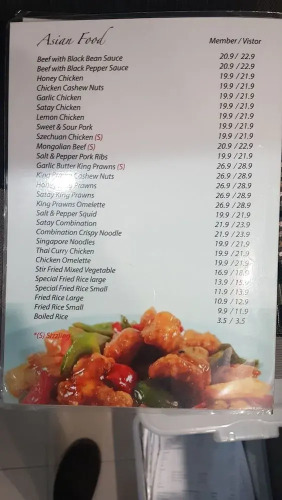 Asian Food Member / Vistor
Beef with Black Bean Sauce 20.9 / 22.9
Beef with Black Pepper Sauce 20.9 / 22.9
Honey Chicken 19.9 / 21.9
Chicken Cashew Nuts 19.9 / 21.9
Garlic Chicken 19.9 / 21.9
Satay Chicken 19.9 / 21.9
Lemon Chicken 19.9 / 21.9
Sweet & Sour Pork 19.9 / 21.9
Szechuan Chicken (S) 19.9 / 21.9
Mongolian Beef (S) 20.9 / 22.9
Salt & Pepper Pork Ribs 19.9 / 21.9
Garlic Butter King Prawns (S) 26.9 / 28.9
King Prawns Cashew Nuts 26.9 / 28.9
Honey Prawns 26.9 / 28.9
Satay King Prawns 26.9 / 28.9
King Prawns Omelette 26.9 / 28.9
Salt & Pepper Squid 19.9 / 21.9
Satay Combination 21.9 / 23.9
Combination Crispy Noodle 21.9 / 23.9
Singapore Noodles 19.9 / 21.9
Thai Curry Chicken 19.9 / 21.9
Chicken Omelette 19.9 / 21.9
Stir Fried Mixed Vegetable 16.9 / 18.9
Special Fried Rice large 13.9 / 15.9
Special Fried Rice Small 11.9 / 13.9
Fried Rice Large 10.9 / 12.9
Fried Rice Small 9.9 / 11.9
Boiled Rice 3.5 / 3.5
*(S) Sizzling